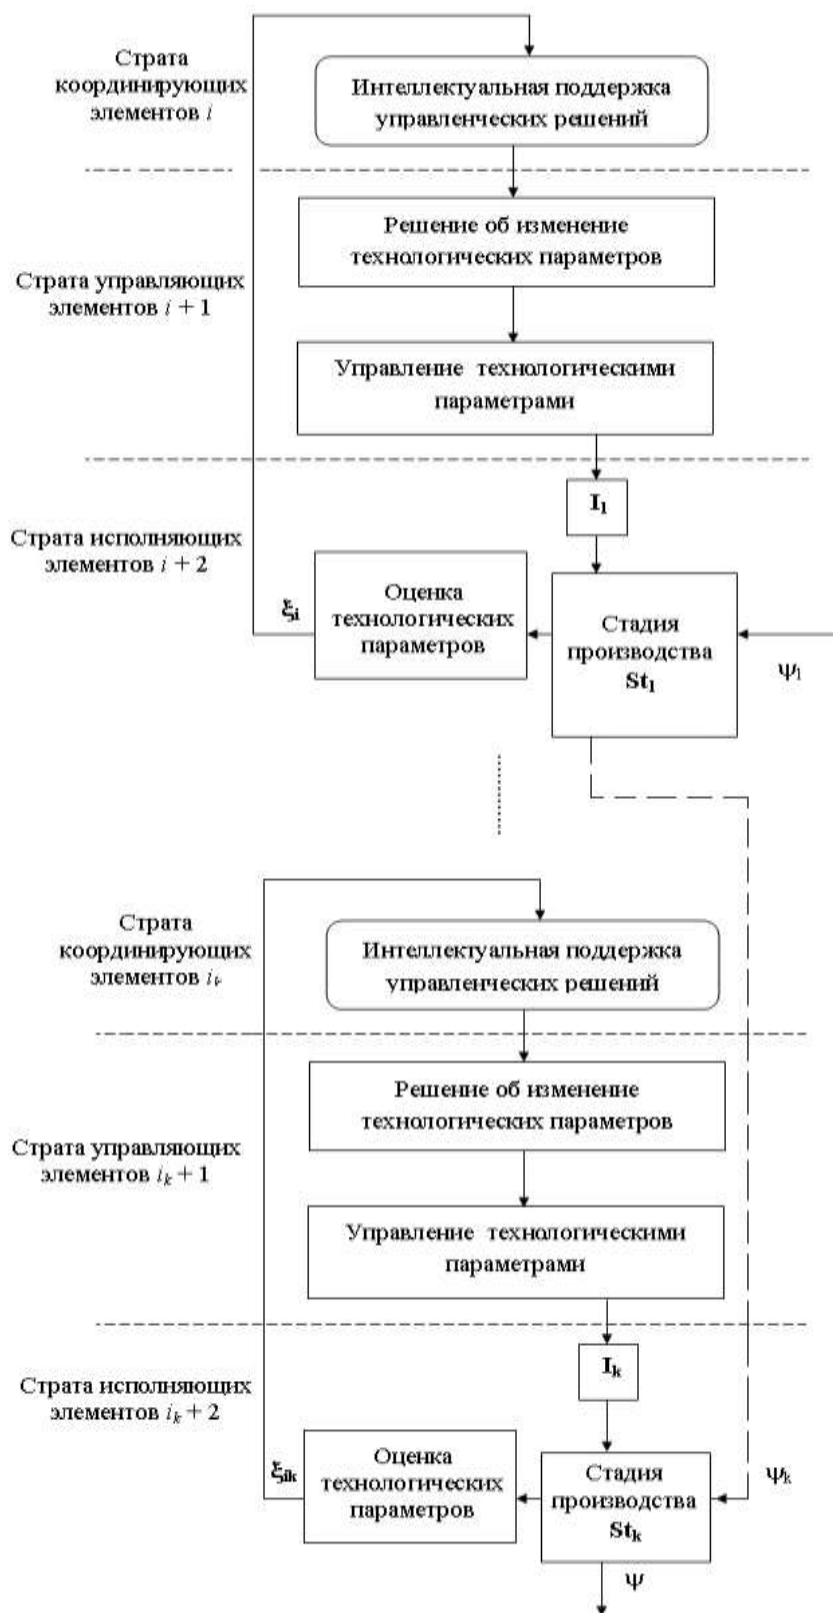 Страта
координирующих
элементов i
Интеллектуальная поддержка
управленческих решений
Решение об изменение
технологических параметров
Страта управляющих
элементов i + 1
Управление технологическими
параметрами
I₁
Страта исполняющих
элементов i + 2
Оценка
технологических
параметров
ξᵢ
Стадия
производства
St₁
Ψ₁
Страта
координирующих
элементов iₖ
Интеллектуальная поддержка
управленческих решений
Решение об изменение
технологических параметров
Страта управляющих
элементов iₖ + 1
Управление технологическими
параметрами
Iₖ
Страта исполняющих
элементов iₖ + 2
Оценка
технологических
параметров
ξᵢₖ
Стадия
производства
Stₖ
Ψₖ
Ψ